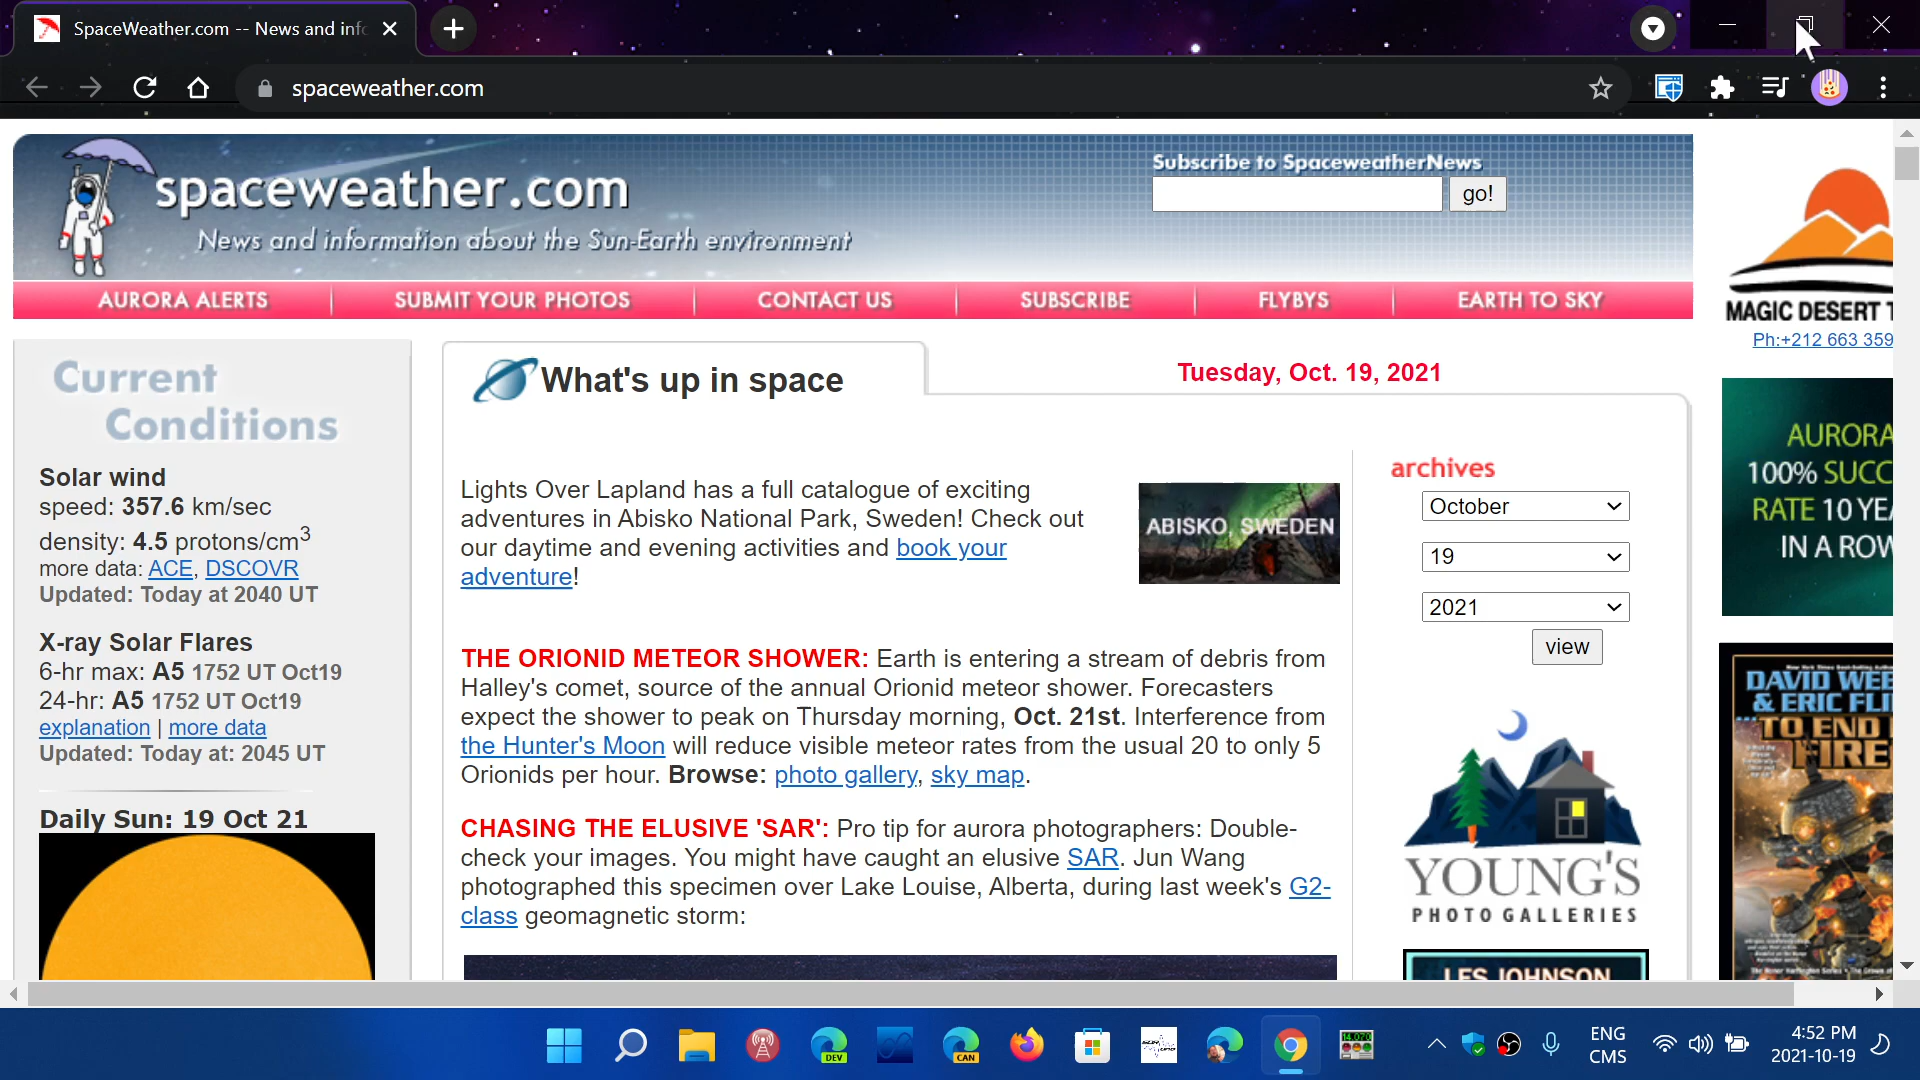 SpaceWeather.com -- News and inf
spaceweather.com
spaceweather.com
News and information about the Sun-Earth environment
Subscribe to SpaceweatherNews
go!
AURORA ALERTS
SUBMIT YOUR PHOTOS
CONTACT US
SUBSCRIBE
FLYBYS
EARTH TO SKY
MAGIC DESERT T
Ph:+212 663 359
Current
Conditions
Solar wind
speed: 357.6 km/sec
density: 4.5 protons/cm3
more data: ACE, DSCOVR
Updated: Today at 2040 UT
X-ray Solar Flares
6-hr max: A5 1752 UT Oct19
24-hr: A5 1752 UT Oct19
explanation | more data
Updated: Today at: 2045 UT
Daily Sun: 19 Oct 21
What's up in space
Tuesday, Oct. 19, 2021
Lights Over Lapland has a full catalogue of exciting
adventures in Abisko National Park, Sweden! Check out
our daytime and evening activities and book your
adventure!
ABISKO, SWEDEN
THE ORIONID METEOR SHOWER: Earth is entering a stream of debris from
Halley's comet, source of the annual Orionid meteor shower. Forecasters
expect the shower to peak on Thursday morning, Oct. 21st. Interference from
the Hunter's Moon will reduce visible meteor rates from the usual 20 to only 5
Orionids per hour. Browse: photo gallery, sky map.
CHASING THE ELUSIVE 'SAR': Pro tip for aurora photographers: Double-
check your images. You might have caught an elusive SAR. Jun Wang
photographed this specimen over Lake Louise, Alberta, during last week's G2-
class geomagnetic storm:
archives
October
19
2021
view
YOUNG'S
PHOTO GALLERIES
LES JOHNSON
AURORA
100% SUCC
RATE 10 YEA
IN A ROW
DAVID WEB
& ERIC FLI
TO END
FIRE
DEV
CAN
14.070
ENG
CMS
4:52 PM
2021-10-19